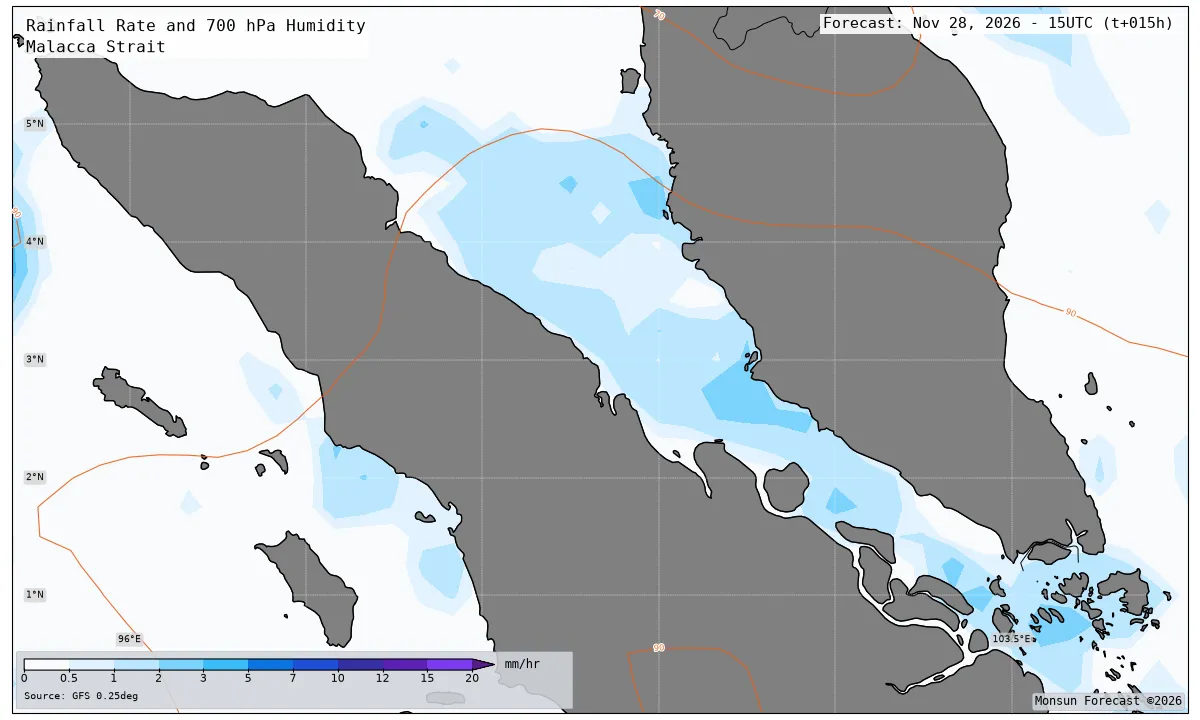 Rainfall Rate and 700 hPa Humidity
Malacca Strait
Forecast: Nov 28, 2026 - 15UTC (t+015h)
70
5°N
90
4°N
90
3°N
2°N
1°N
96°E
103.5°E
90
mm/hr
0 0.5 1 2 3 5 7 10 12 15 20
Source: GFS 0.25deg
Monsun Forecast ©2026